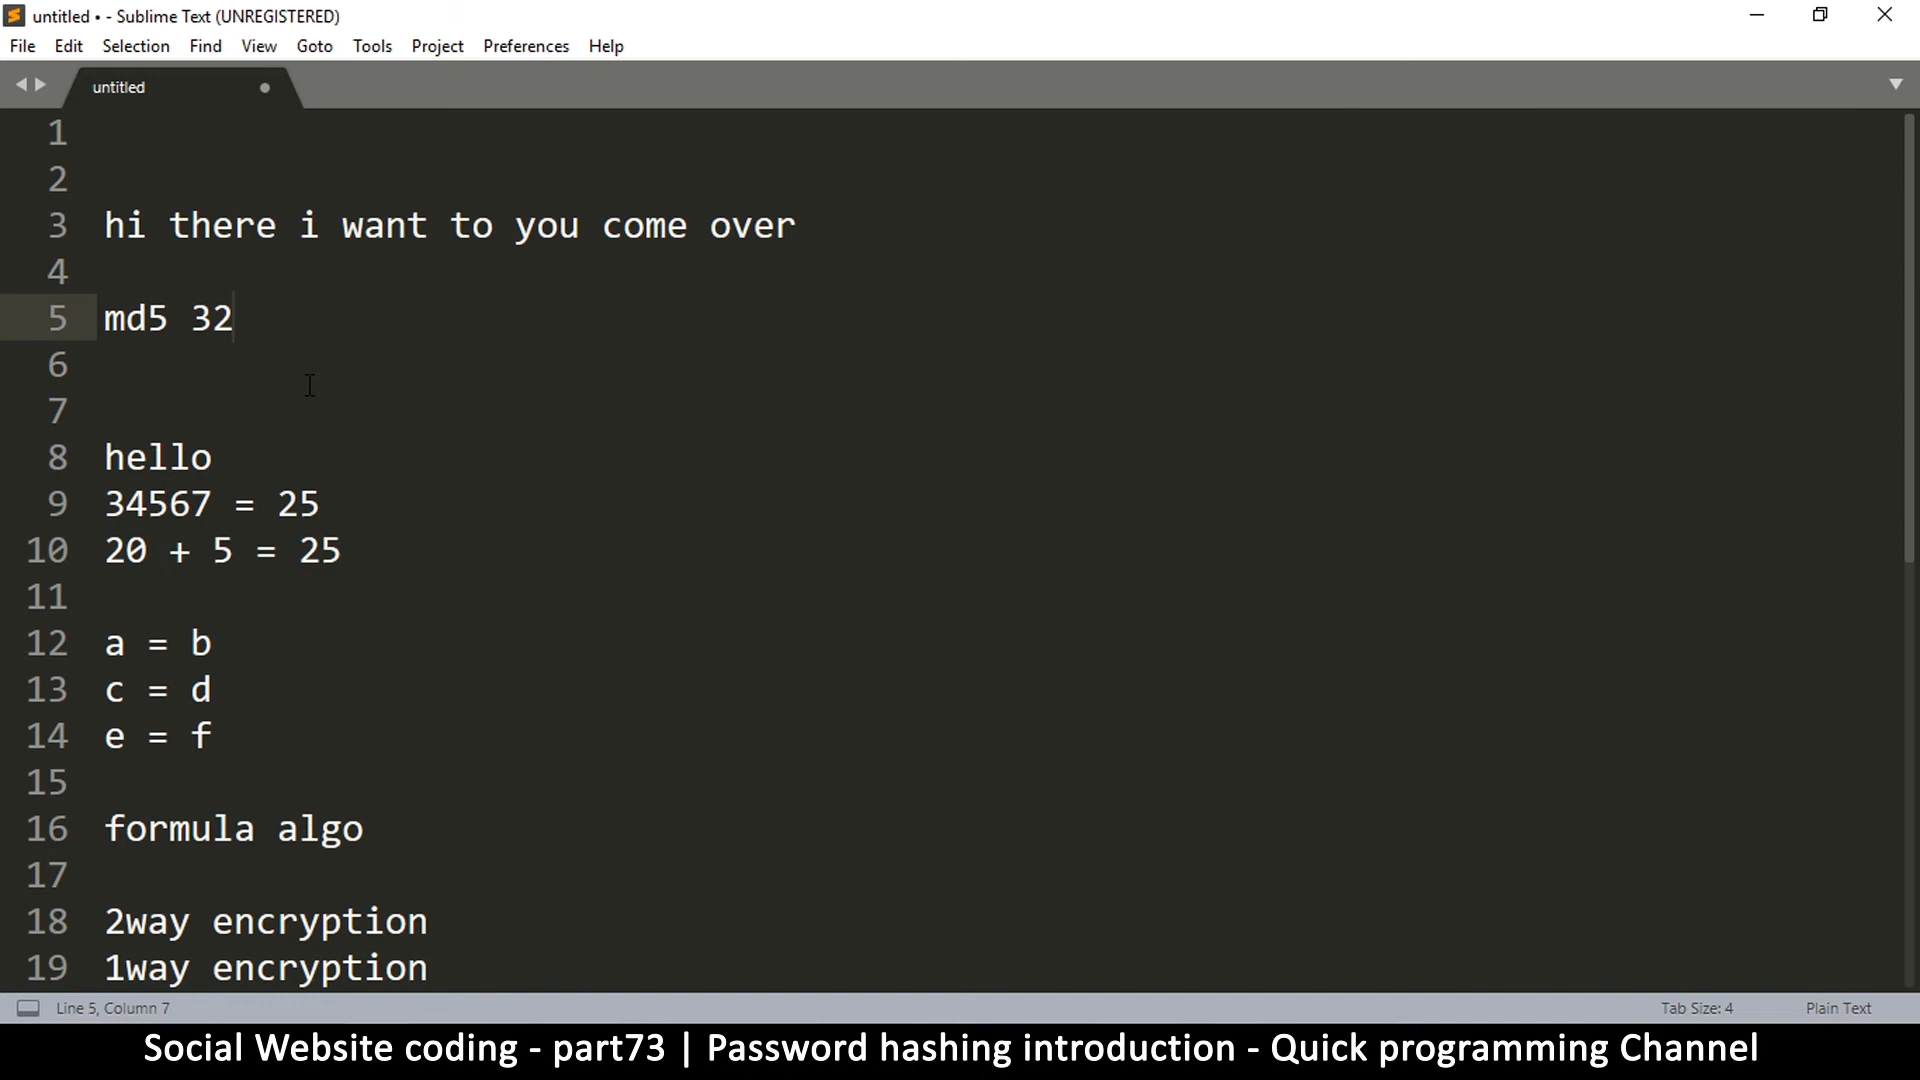 untitled • - Sublime Text (UNREGISTERED)
File Edit Selection Find View Goto Tools Project Preferences Help
untitled
1
2
3 hi there i want to you come over
4
5 md5 32
6
7
8 hello
9 34567 = 25
10 20 + 5 = 25
11
12 a = b
13 c = d
14 e = f
15
16 formula algo
17
18 2way encryption
19 1way encryption
Line 5, Column 7 Tab Size: 4 Plain Text
Social Website coding - part73 | Password hashing introduction - Quick programming Channel